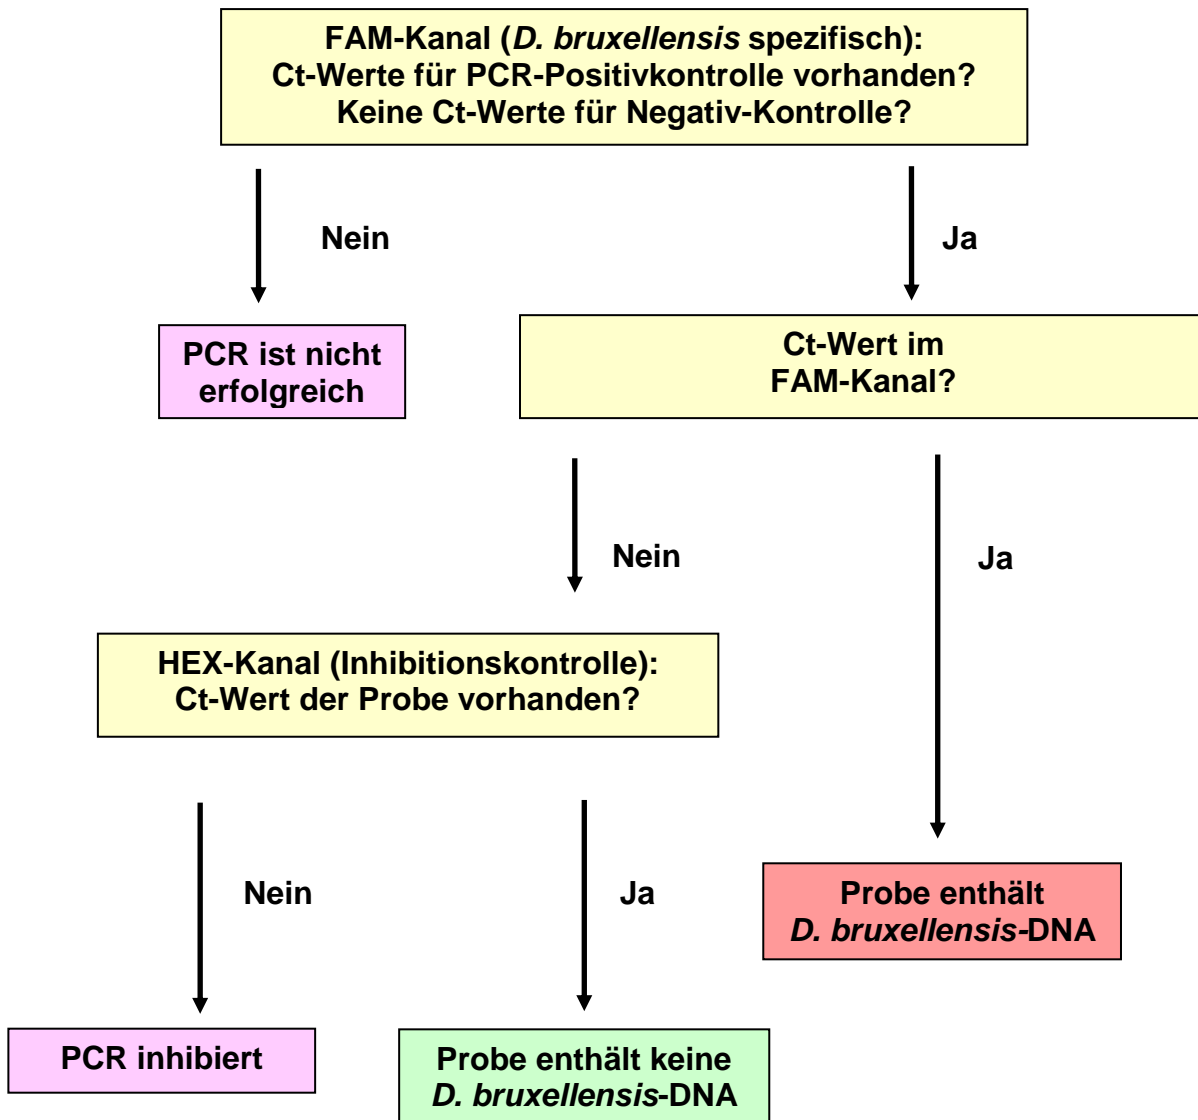 FAM-Kanal (D. bruxellensis spezifisch):
Ct-Werte für PCR-Positivkontrolle vorhanden?
Keine Ct-Werte für Negativ-Kontrolle?
Nein
Ja
PCR ist nicht
erfolgreich
Ct-Wert im
FAM-Kanal?
Nein
Ja
HEX-Kanal (Inhibitionskontrolle):
Ct-Wert der Probe vorhanden?
Nein
Ja
Probe enthält
D. bruxellensis-DNA
PCR inhibiert
Probe enthält keine
D. bruxellensis-DNA